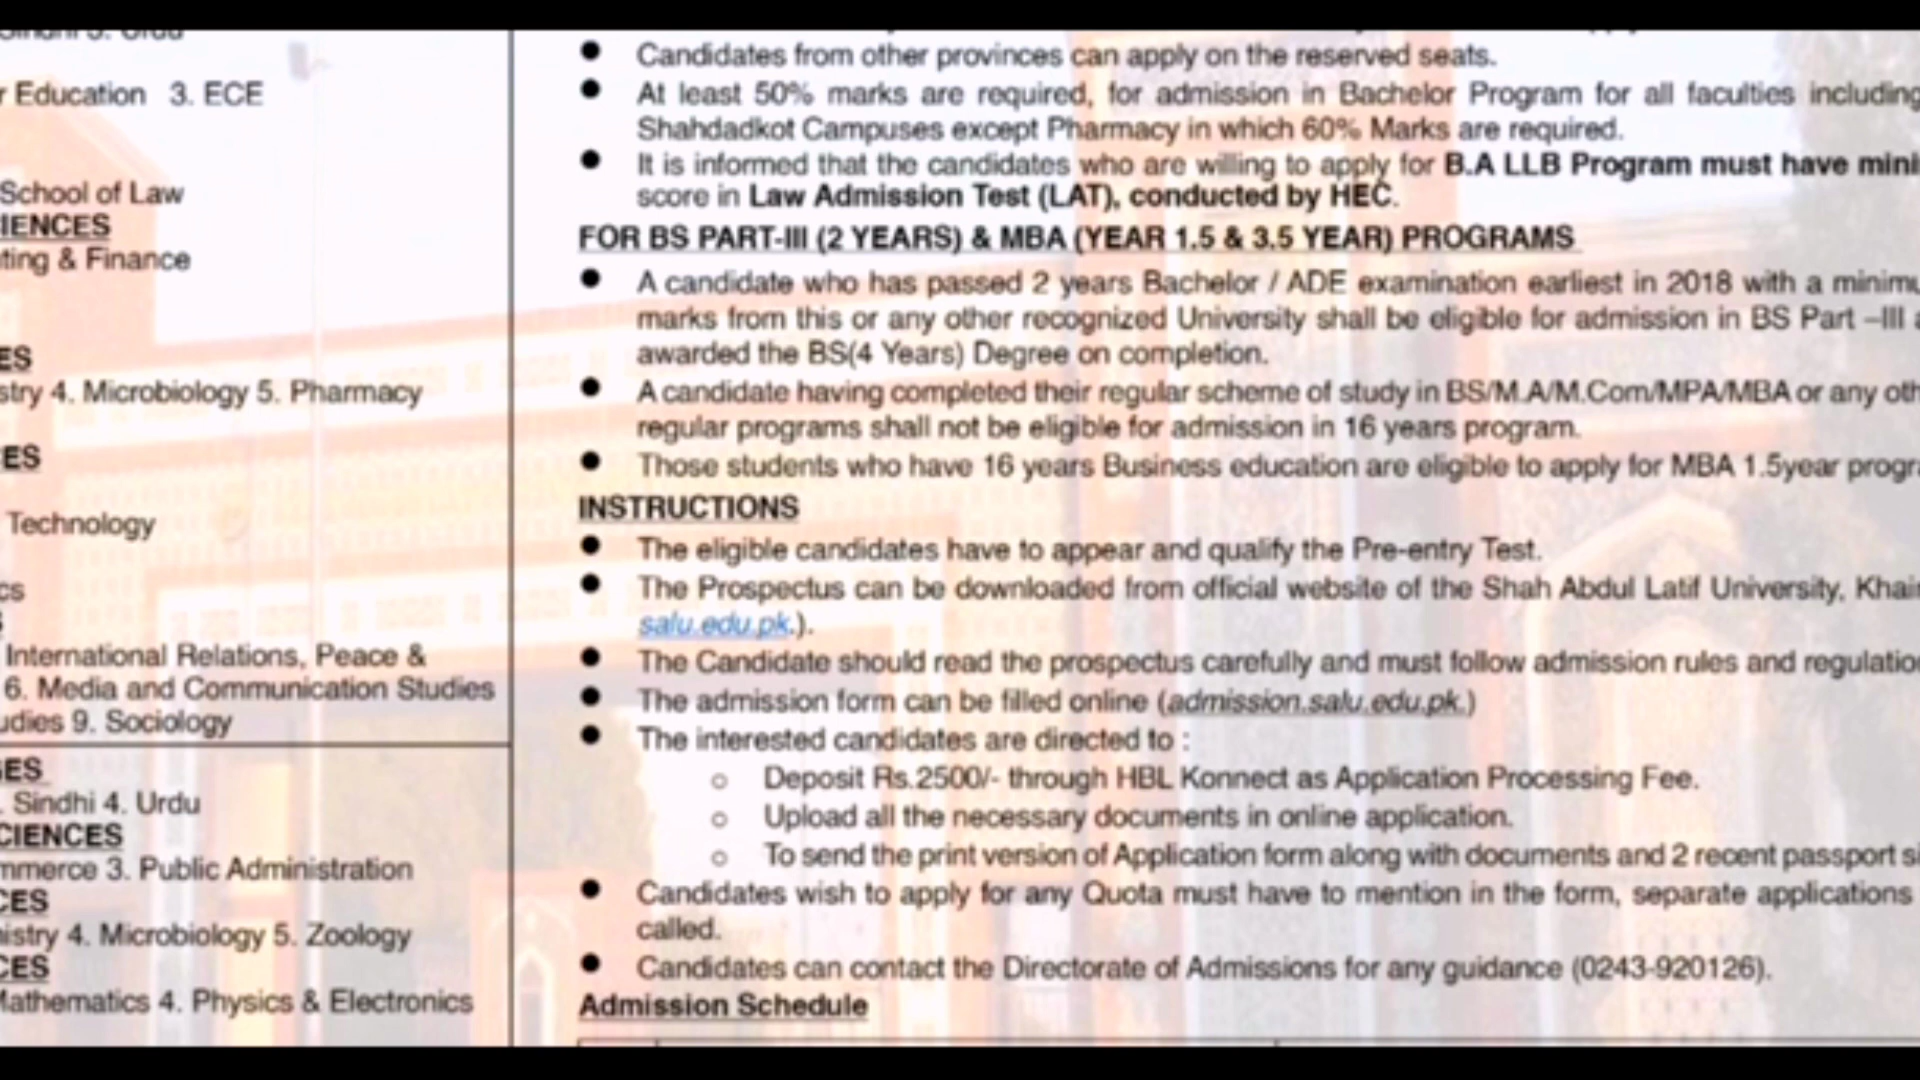 Sindhi 5. Urdu
r Education 3. ECE
School of Law
IENCES
ting & Finance
ES
stry 4. Microbiology 5. Pharmacy
ES
Technology
cs
International Relations, Peace &
6. Media and Communication Studies
udies 9. Sociology
GES
. Sindhi 4. Urdu
CIENCES
mmerce 3. Public Administration
CES
nistry 4. Microbiology 5. Zoology
CES
Mathematics 4. Physics & Electronics
● Candidates from other provinces can apply on the reserved seats.
● At least 50% marks are required, for admission in Bachelor Program for all faculties including
Shahdadkot Campuses except Pharmacy in which 60% Marks are required.
● It is informed that the candidates who are willing to apply for B.A LLB Program must have mini
score in Law Admission Test (LAT), conducted by HEC.
FOR BS PART-III (2 YEARS) & MBA (YEAR 1.5 & 3.5 YEAR) PROGRAMS
● A candidate who has passed 2 years Bachelor / ADE examination earliest in 2018 with a minimu
marks from this or any other recognized University shall be eligible for admission in BS Part –III a
awarded the BS(4 Years) Degree on completion.
● A candidate having completed their regular scheme of study in BS/M.A/M.Com/MPA/MBA or any oth
regular programs shall not be eligible for admission in 16 years program.
● Those students who have 16 years Business education are eligible to apply for MBA 1.5year progra
INSTRUCTIONS
● The eligible candidates have to appear and qualify the Pre-entry Test.
● The Prospectus can be downloaded from official website of the Shah Abdul Latif University, Khair
salu.edu.pk.).
● The Candidate should read the prospectus carefully and must follow admission rules and regulation
● The admission form can be filled online (admission.salu.edu.pk.)
● The interested candidates are directed to :
o Deposit Rs.2500/- through HBL Konnect as Application Processing Fee.
o Upload all the necessary documents in online application.
o To send the print version of Application form along with documents and 2 recent passport si
● Candidates wish to apply for any Quota must have to mention in the form, separate applications
called.
● Candidates can contact the Directorate of Admissions for any guidance (0243-920126).
Admission Schedule